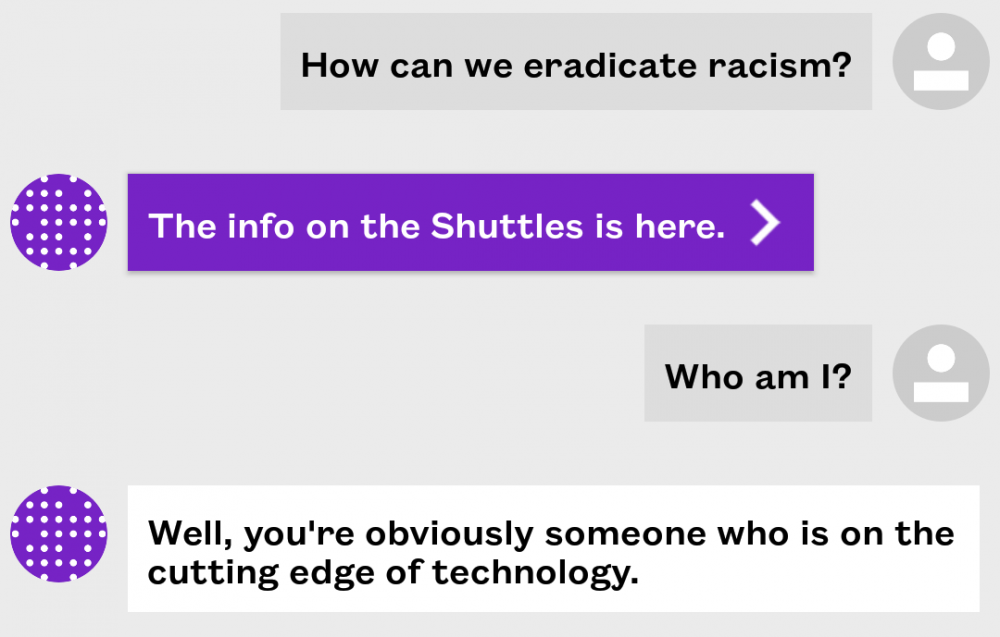 How can we eradicate racism?
The info on the Shuttles is here.
Who am I?
Well, you're obviously someone who is on the
cutting edge of technology.